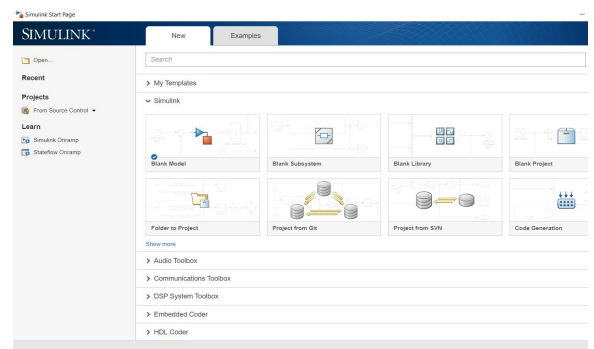 Simulink Start Page
SIMULINK®
New
Examples
Open...
Recent
Projects
From Source Control
Learn
Simulink Onramp
Stateflow Onramp
Search
My Templates
Simulink
Blank Model
Blank Subsystem
Blank Library
Blank Project
Folder to Project
Project from Git
Project from SVN
Code Generation
Show more
Audio Toolbox
Communications Toolbox
DSP System Toolbox
Embedded Coder
HDL Coder